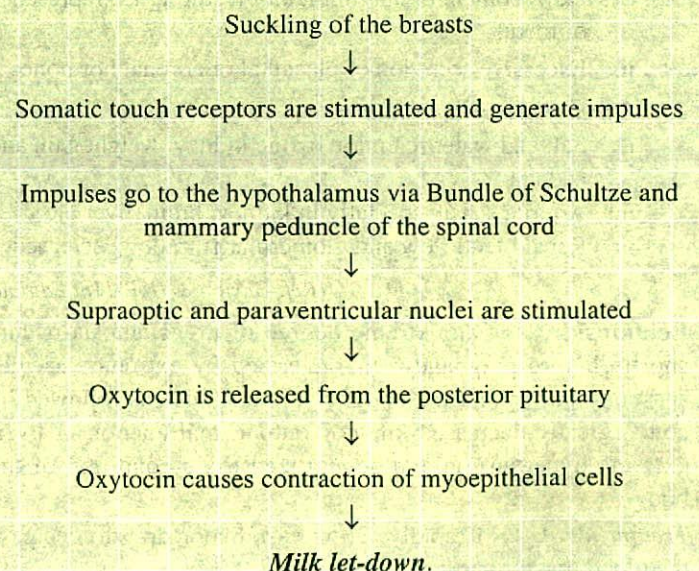 Suckling of the breasts
↓
Somatic touch receptors are stimulated and generate impulses
↓
Impulses go to the hypothalamus via Bundle of Schultze and
mammary peduncle of the spinal cord
↓
Supraoptic and paraventricular nuclei are stimulated
↓
Oxytocin is released from the posterior pituitary
↓
Oxytocin causes contraction of myoepithelial cells
↓
Milk let-down.